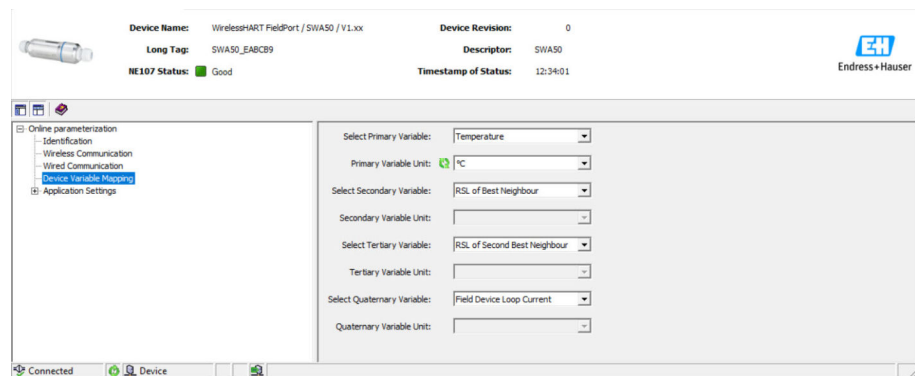 Device Name: WirelessHART FieldPort / SWA50 / V1.xx Device Revision: 0
Long Tag: SWA50_EABCB9 Descriptor: SWA50
NE107 Status: Good Timestamp of Status: 12:34:01
EH
Endress+Hauser
Online parameterization
Identification
Wireless Communication
Wired Communication
Device Variable Mapping
Application Settings
Select Primary Variable: Temperature
Primary Variable Unit: °C
Select Secondary Variable: RSL of Best Neighbour
Secondary Variable Unit:
Select Tertiary Variable: RSL of Second Best Neighbour
Tertiary Variable Unit:
Select Quaternary Variable: Field Device Loop Current
Quaternary Variable Unit:
Connected Device